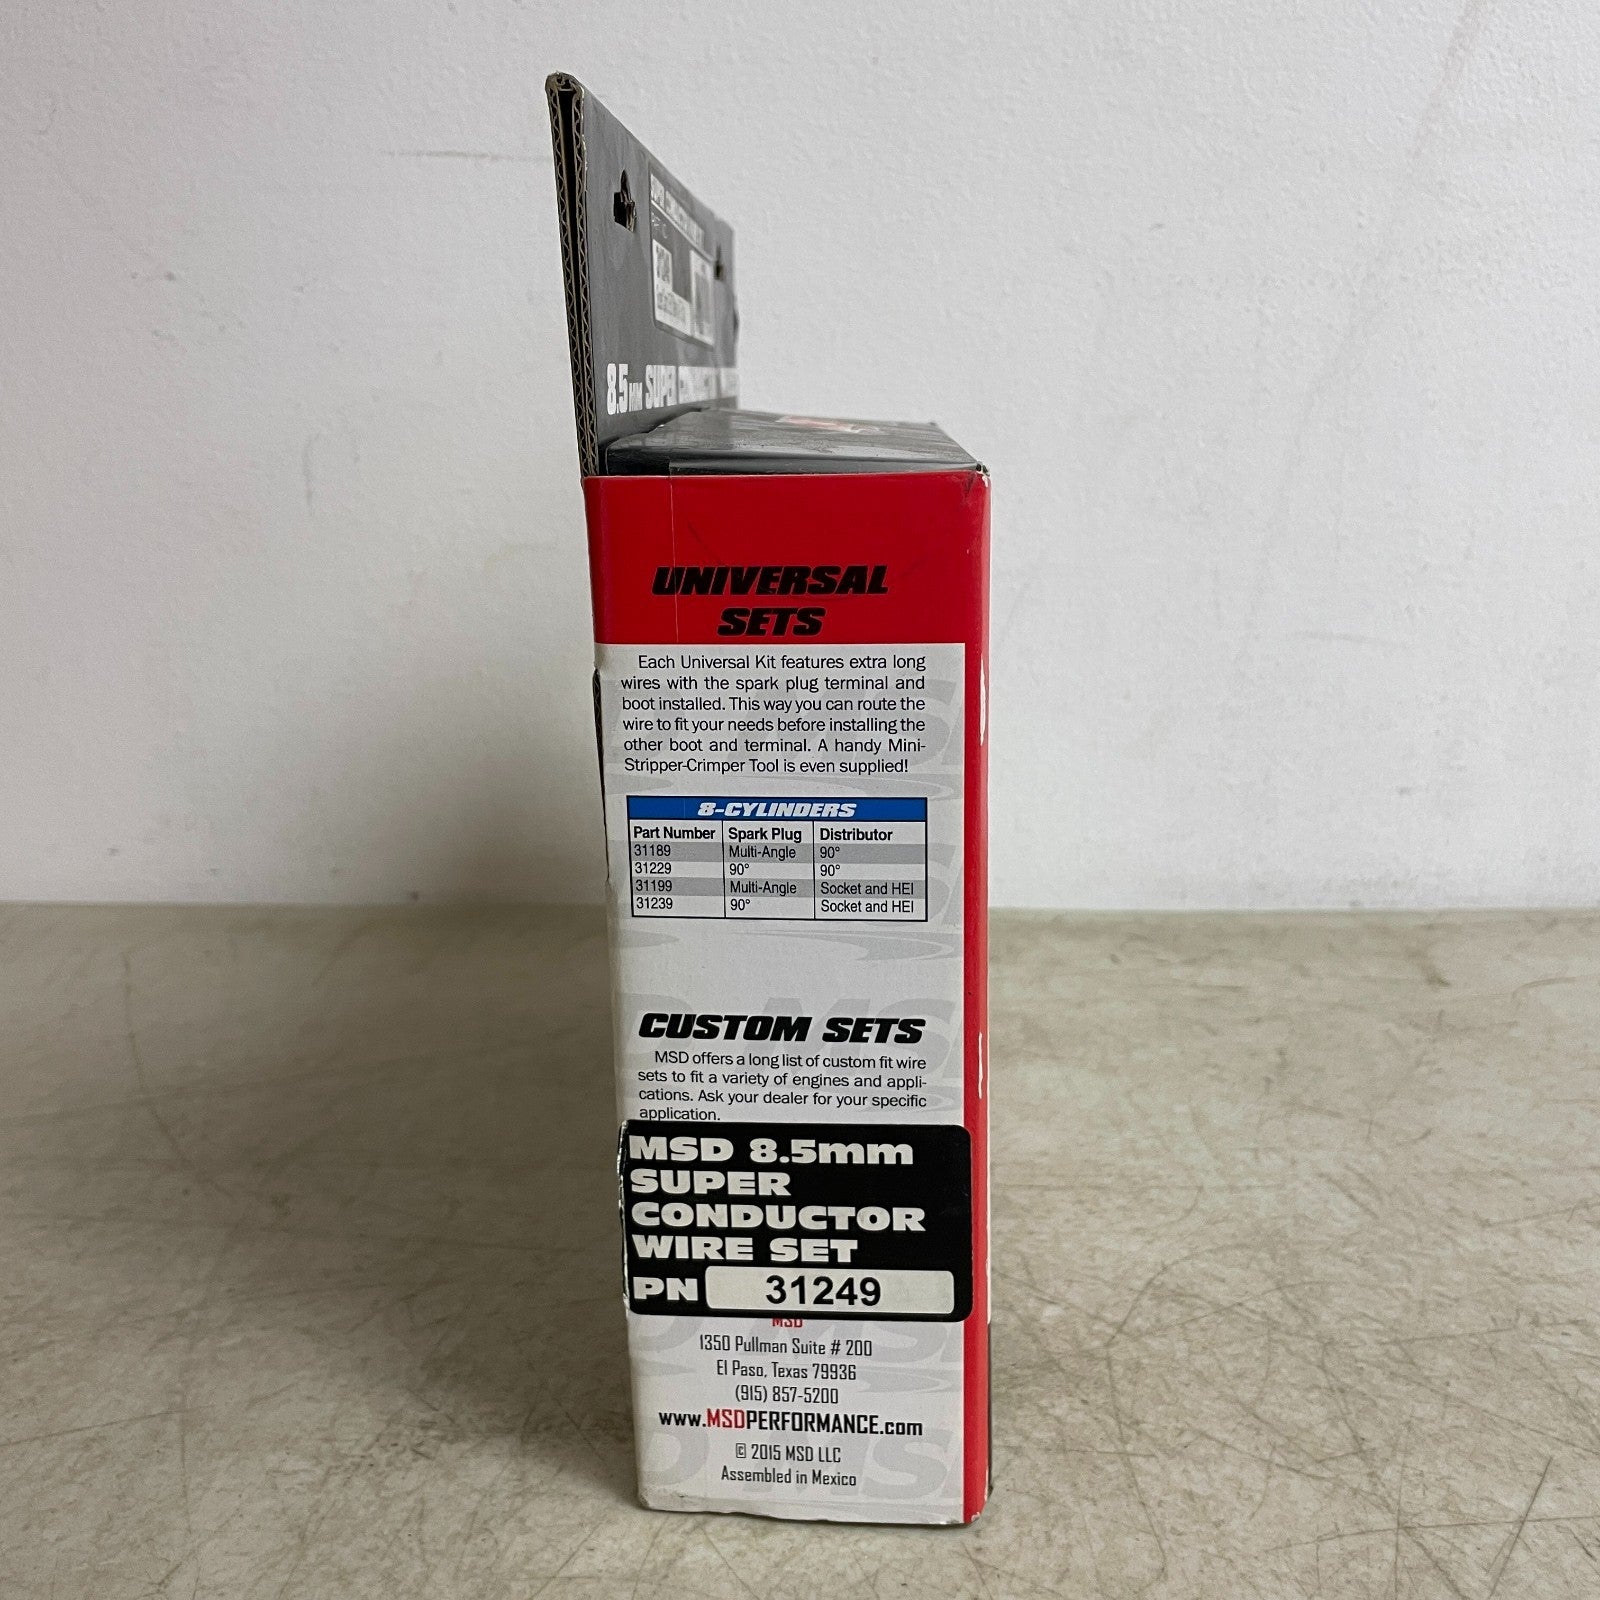 SUPER CONDUCTOR
31249
8.5mm SUPER CONDUCT
UNIVERSAL
SETS
Each Universal Kit features extra long
wires with the spark plug terminal and
boot installed. This way you can route the
wire to fit your needs before installing the
other boot and terminal. A handy Mini-
Stripper-Crimper Tool is even supplied!
8-CYLINDERS
Part Number Spark Plug Distributor
31189 Multi-Angle 90°
31229 90° 90°
31199 Multi-Angle Socket and HEI
31239 90° Socket and HEI
CUSTOM SETS
MSD offers a long list of custom fit wire
sets to fit a variety of engines and appli-
cations. Ask your dealer for your specific
application.
MSD 8.5mm
SUPER
CONDUCTOR
WIRE SET
PN 31249
MSD
1350 Pullman Suite # 200
El Paso, Texas 79936
(915) 857-5200
www.MSDPERFORMANCE.com
© 2015 MSD LLC
Assembled in Mexico